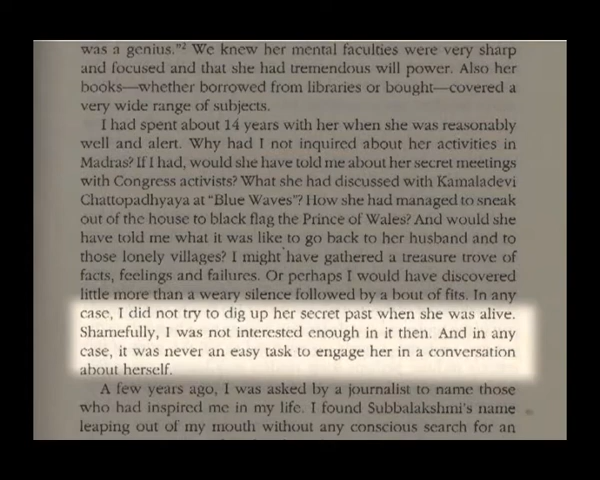 was a genius."2 We knew her mental faculties were very sharp
and focused and that she had tremendous will power. Also her
books—whether borrowed from libraries or bought—covered a
very wide range of subjects.
I had spent about 14 years with her when she was reasonably
well and alert. Why had I not inquired about her activities in
Madras? If I had, would she have told me about her secret meetings
with Congress activists? What she had discussed with Kamaladevi
Chattopadhyaya at "Blue Waves"? How she had managed to sneak
out of the house to black flag the Prince of Wales? And would she
have told me what it was like to go back to her husband and to
those lonely villages? I might have gathered a treasure trove of
facts, feelings and failures. Or perhaps I would have discovered
little more than a weary silence followed by a bout of fits. In any
case, I did not try to dig up her secret past when she was alive.
Shamefully, I was not interested enough in it then. And in any
case, it was never an easy task to engage her in a conversation
about herself.
A few years ago, I was asked by a journalist to name those
who had inspired me in my life. I found Subbalakshmi's name
leaping out of my mouth without any conscious search for an